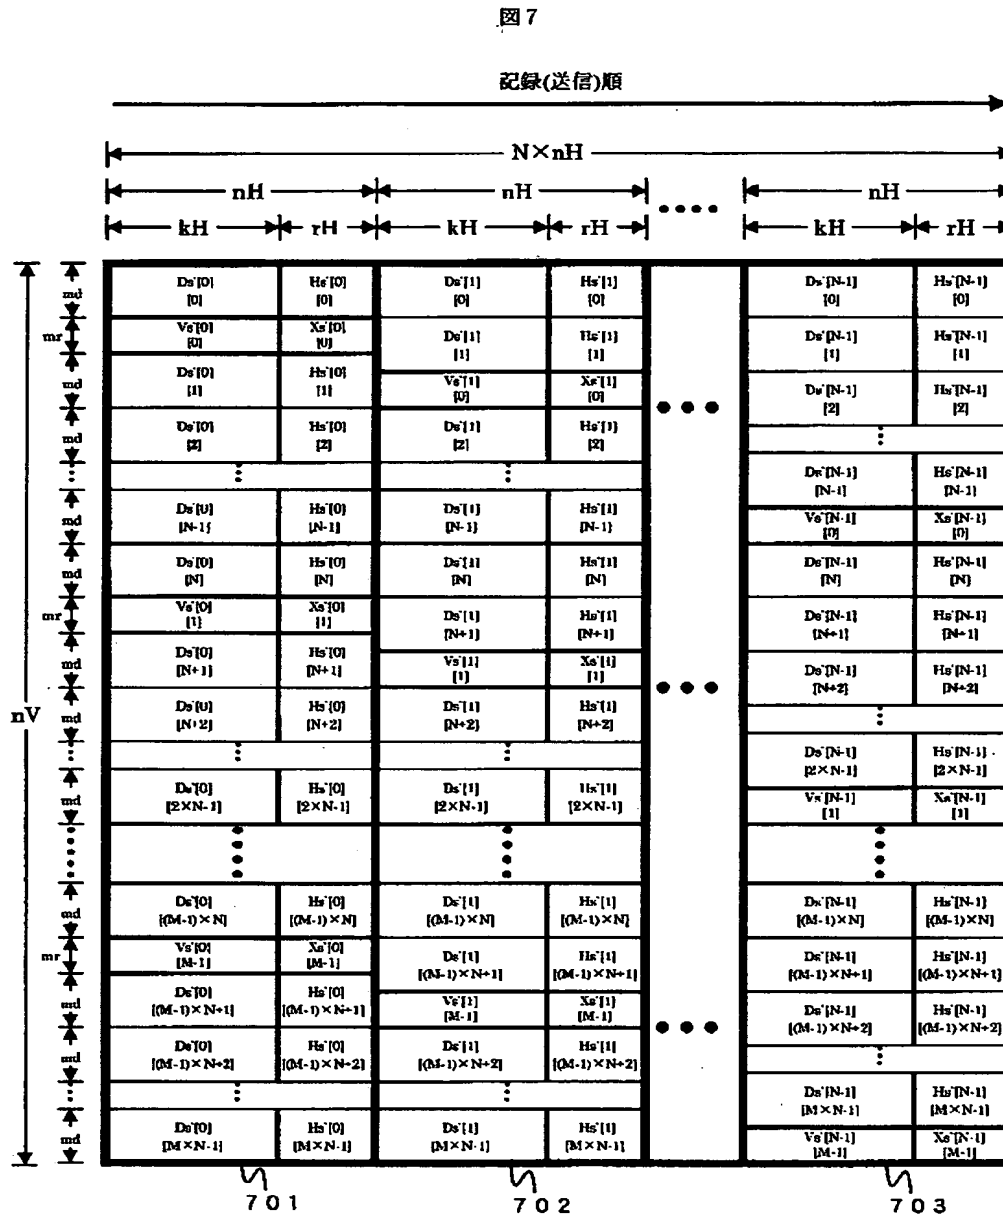 図7
記録(送信)順
N×nH
nH nH nH
kH rH kH rH kH rH
nV
md
mr
md
md
md
md
mr
md
md
md
md
mr
md
md
md
Ds'[0] [0] Hs'[0] [0]
Vs'[0] [0] Xs'[0] [0]
Ds'[0] [1] Hs'[0] [1]
Ds'[0] [2] Hs'[0] [2]
Ds'[0] [N-1] Hs'[0] [N-1]
Ds'[0] [N] Hs'[0] [N]
Vs'[0] [1] Xs'[0] [1]
Ds'[0] [N+1] Hs'[0] [N+1]
Ds'[0] [N+2] Hs'[0] [N+2]
Ds'[0] [2×N-1] Hs'[0] [2×N-1]
Ds'[0] [(M-1)×N] Hs'[0] [(M-1)×N]
Vs'[0] [M-1] Xs'[0] [M-1]
Ds'[0] [(M-1)×N+1] Hs'[0] [(M-1)×N+1]
Ds'[0] [(M-1)×N+2] Hs'[0] [(M-1)×N+2]
Ds'[0] [M×N-1] Hs'[0] [M×N-1]
Ds'[1] [0] Hs'[1] [0]
Ds'[1] [1] Hs'[1] [1]
Vs'[1] [0] Xs'[1] [0]
Ds'[1] [2] Hs'[1] [2]
Ds'[1] [N-1] Hs'[1] [N-1]
Ds'[1] [N] Hs'[1] [N]
Ds'[1] [N+1] Hs'[1] [N+1]
Vs'[1] [1] Xs'[1] [1]
Ds'[1] [N+2] Hs'[1] [N+2]
Ds'[1] [2×N-1] Hs'[1] [2×N-1]
Ds'[1] [(M-1)×N] Hs'[1] [(M-1)×N]
Ds'[1] [(M-1)×N+1] Hs'[1] [(M-1)×N+1]
Vs'[1] [M-1] Xs'[1] [M-1]
Ds'[1] [(M-1)×N+2] Hs'[1] [(M-1)×N+2]
Ds'[1] [M×N-1] Hs'[1] [M×N-1]
Ds'[N-1] [0] Hs'[N-1] [0]
Ds'[N-1] [1] Hs'[N-1] [1]
Ds'[N-1] [2] Hs'[N-1] [2]
Ds'[N-1] [N-1] Hs'[N-1] [N-1]
Vs'[N-1] [0] Xs'[N-1] [0]
Ds'[N-1] [N] Hs'[N-1] [N]
Ds'[N-1] [N+1] Hs'[N-1] [N+1]
Ds'[N-1] [N+2] Hs'[N-1] [N+2]
Ds'[N-1] [2×N-1] Hs'[N-1] [2×N-1]
Vs'[N-1] [1] Xs'[N-1] [1]
Ds'[N-1] [(M-1)×N] Hs'[N-1] [(M-1)×N]
Ds'[N-1] [(M-1)×N+1] Hs'[N-1] [(M-1)×N+1]
Ds'[N-1] [(M-1)×N+2] Hs'[N-1] [(M-1)×N+2]
Ds'[N-1] [M×N-1] Hs'[N-1] [M×N-1]
Vs'[N-1] [M-1] Xs'[N-1] [M-1]
701 702 703